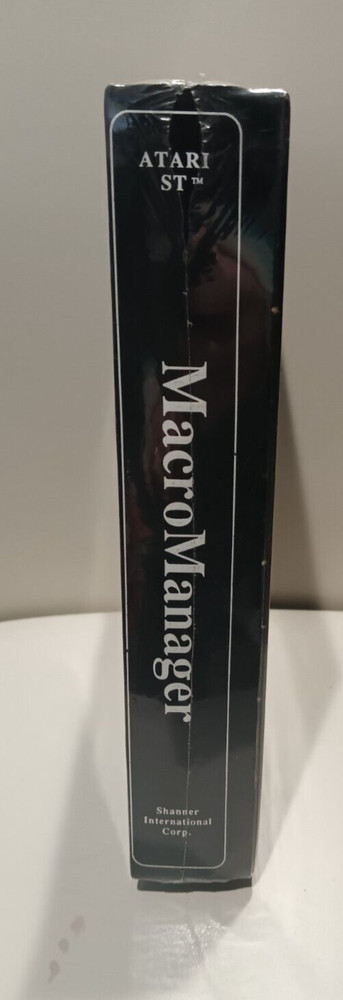 ATARI
ST™
MacroManager
Shanner
International
Corp.